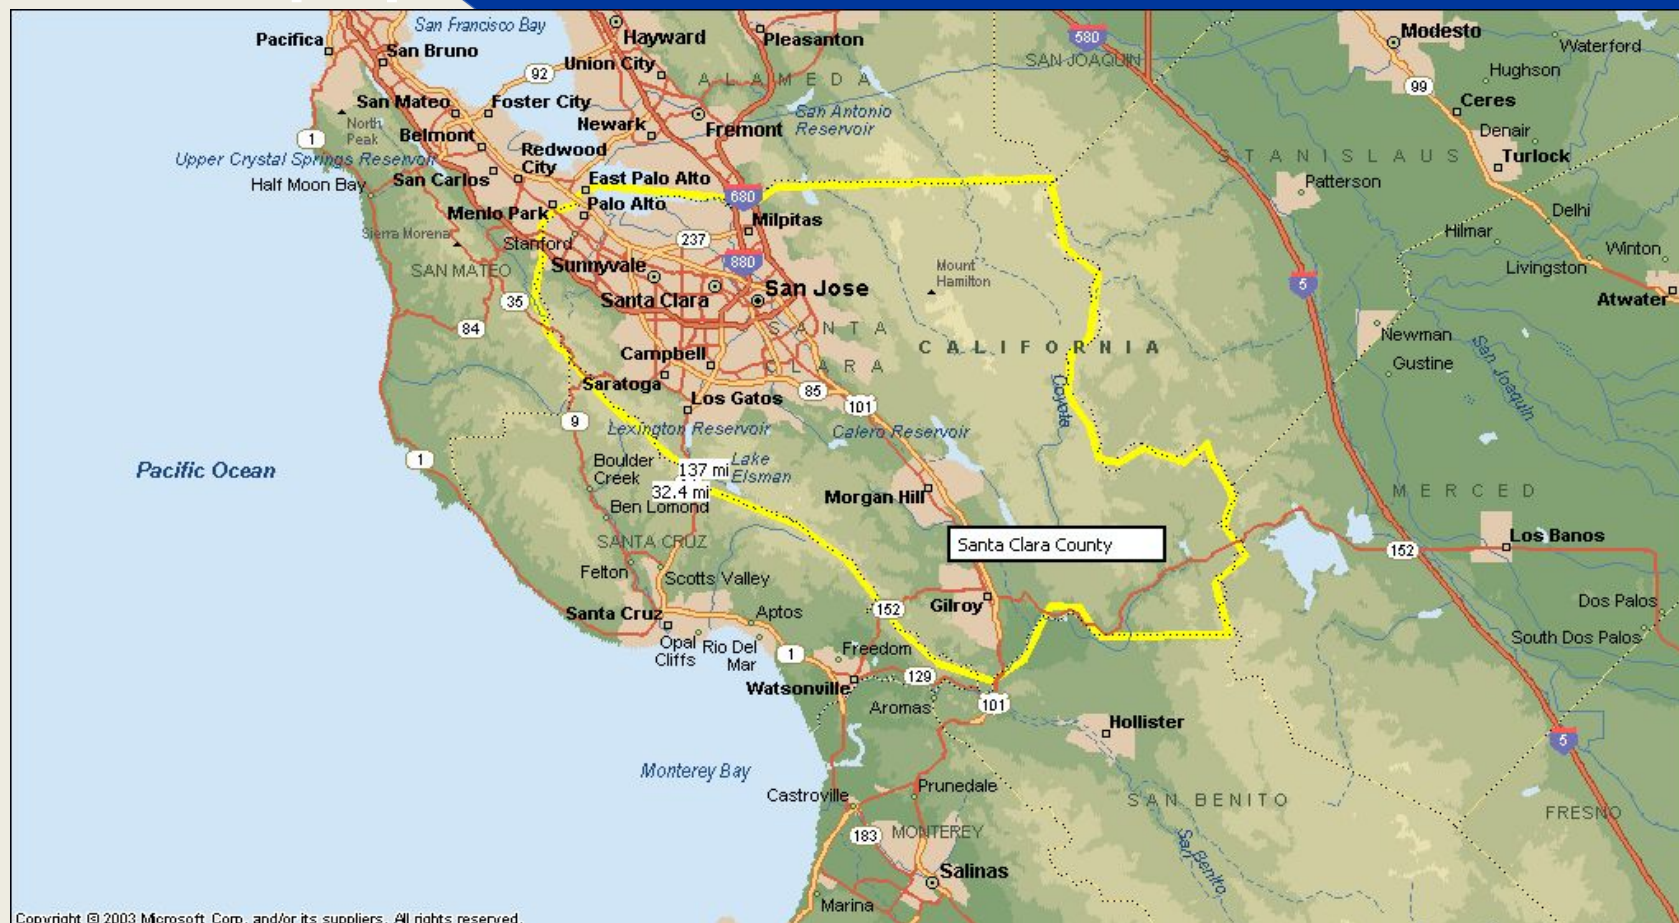 San Francisco Bay
Hayward
Pleasanton
580
Modesto
Pacifica
San Bruno
Union City
SAN JOAQUIN
Waterford
92
ALAMEDA
Hughson
99
San Mateo
Foster City
San Antonio
Reservoir
Ceres
North
Peak
Newark
Fremont
Denair
1
Belmont
Redwood
City
Turlock
Upper Crystal Springs Reservoir
STANISLAUS
Half Moon Bay
San Carlos
East Palo Alto
Patterson
680
Menlo Park
Palo Alto
Milpitas
Delhi
Sierra Morena
Stanford
237
Hilmar
Winton
SAN MATEO
Sunnyvale
880
Mount
Hamilton
Livingston
35
Santa Clara
San Jose
5
Atwater
84
SANTA
CLARA
Newman
CALIFORNIA
Campbell
Gustine
San Joaquin
Saratoga
85
Coyote
Los Gatos
101
9
Lexington Reservoir
Calero Reservoir
1
Pacific Ocean
Boulder
Creek
137 mi
Lake
Elsman
32.4 mi
Morgan Hill
MERCED
Ben Lomond
SANTA CRUZ
Santa Clara County
Los Banos
152
Felton
Scotts Valley
Gilroy
Dos Palos
Santa Cruz
Aptos
152
South Dos Palos
Opal
Cliffs
Rio Del
Mar
1
Freedom
129
Watsonville
Aromas
101
Hollister
5
Monterey Bay
Castroville
Prunedale
SAN BENITO
FRESNO
183
MONTEREY
San Benito
Salinas
Marina
Copyright © 2003 Microsoft Corp. and/or its suppliers. All rights reserved.